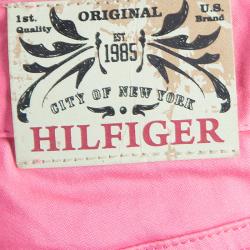 1st. ORIGINAL U.S.
Quality EST Brand
1985
CITY OF NEW YORK
HILFIGER